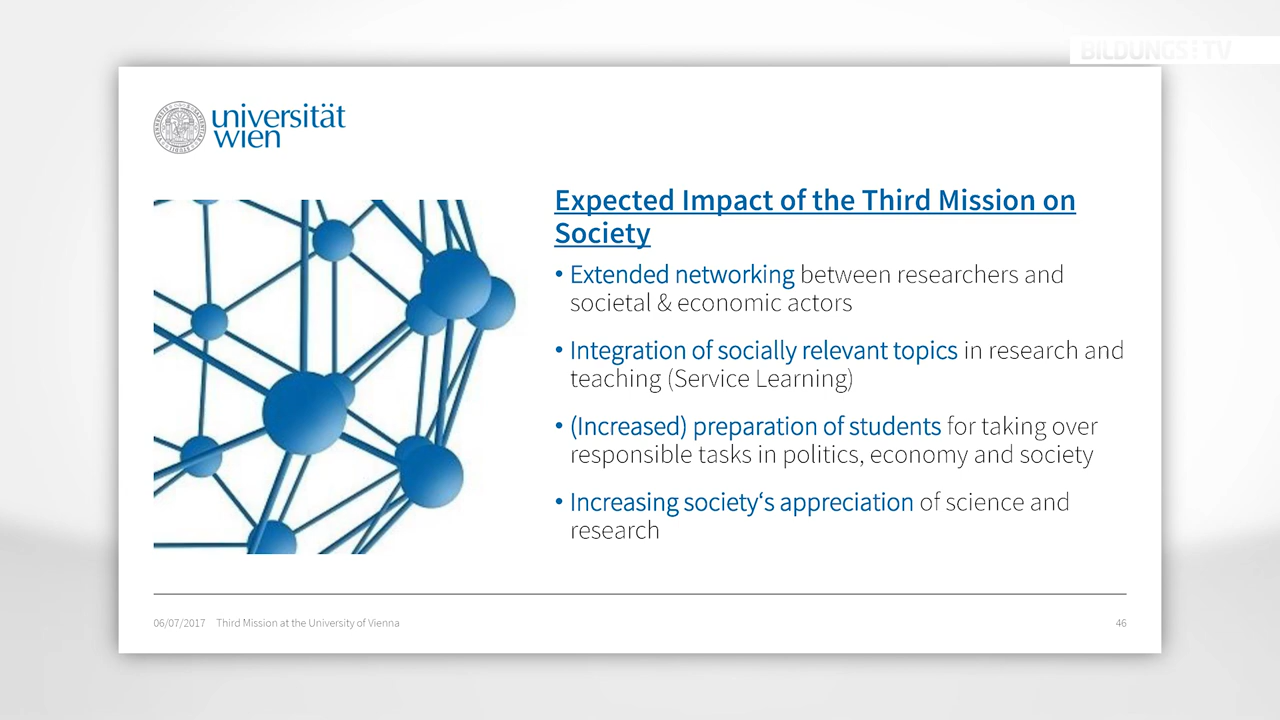 BILDUNGS TV
universität
wien
Expected Impact of the Third Mission on
Society
• Extended networking between researchers and
societal & economic actors
• Integration of socially relevant topics in research and
teaching (Service Learning)
• (Increased) preparation of students for taking over
responsible tasks in politics, economy and society
• Increasing society‘s appreciation of science and
research
06/07/2017 Third Mission at the University of Vienna 46